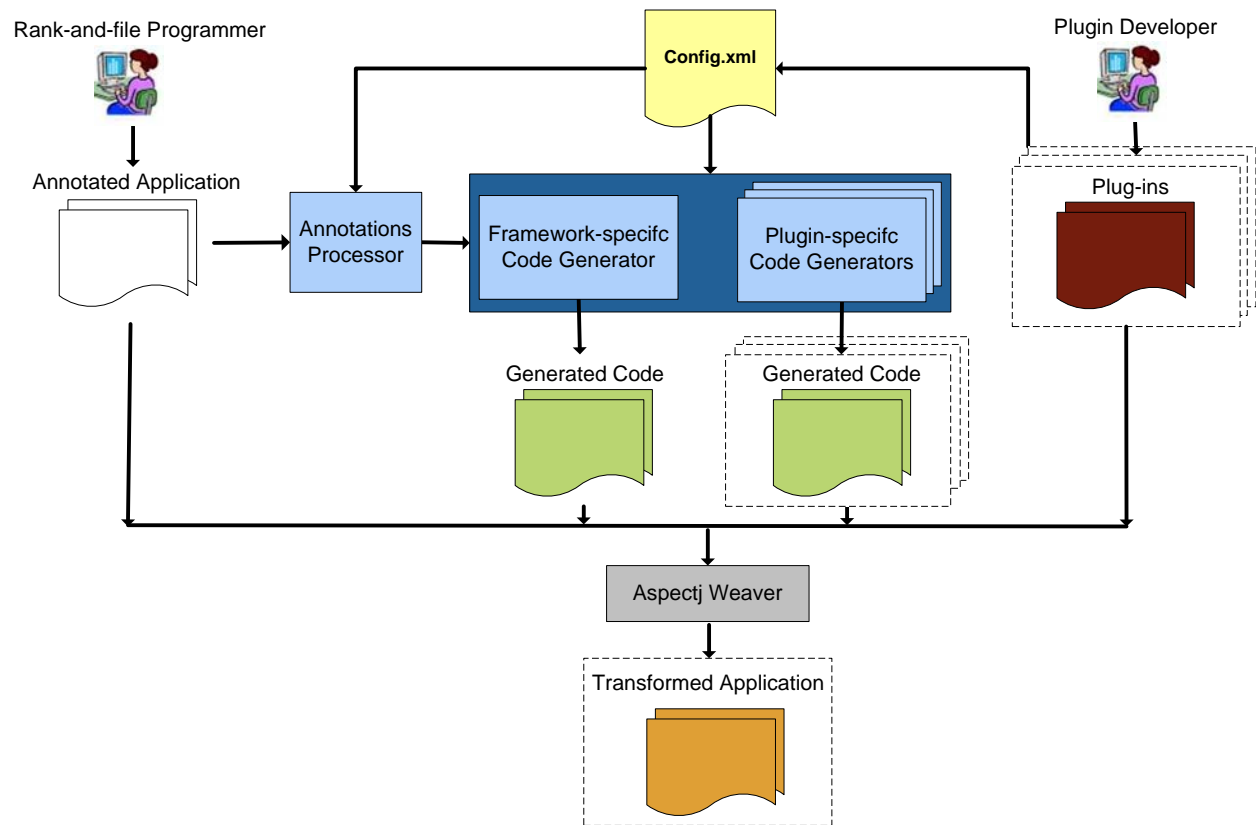 Rank-and-file Programmer
Config.xml
Plugin Developer
Annotated Application
Annotations
Processor
Framework-specifc
Code Generator
Plugin-specifc
Code Generators
Plug-ins
Generated Code
Generated Code
Aspectj Weaver
Transformed Application